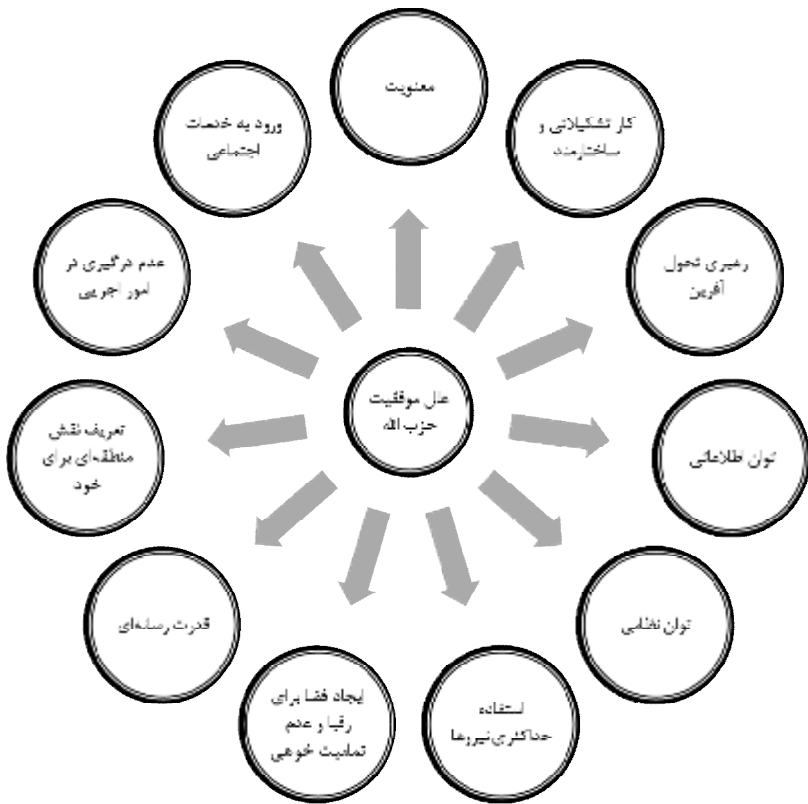 معنویت
کار تشکیلاتی و
ساختارمند
رهبری تحول
آفرین
توان اطلاعاتی
توان نظامی
استفاده
حداکثری نیروها
ایجاد فضا برای
رقبا و عدم
تمامیت خواهی
قدرت رسانه‌ای
تعریف نقش
منطقه‌ای برای
خود
عدم درگیری در
امور اجرایی
ورود به خدمات
اجتماعی
علل موفقیت
حزب الله